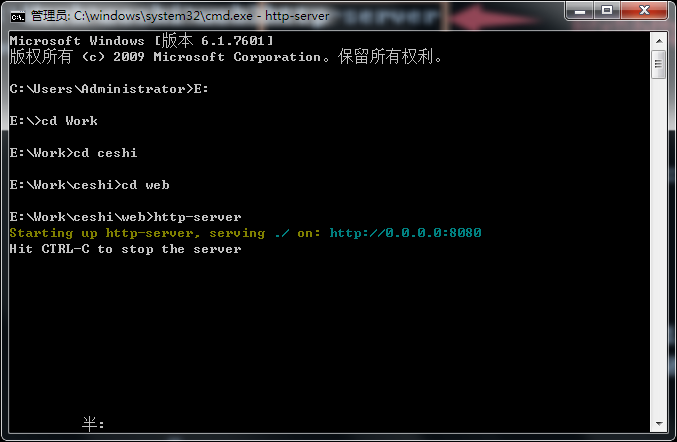 管理员: C:\windows\system32\cmd.exe - http-server
Microsoft Windows [版本 6.1.7601]
版权所有 (c) 2009 Microsoft Corporation。保留所有权利。
C:\Users\Administrator>E:
E:\>cd Work
E:\Work>cd ceshi
E:\Work\ceshi>cd web
E:\Work\ceshi\web>http-server
Starting up http-server, serving ./ on: http://0.0.0.0:8080
Hit CTRL-C to stop the server
半: